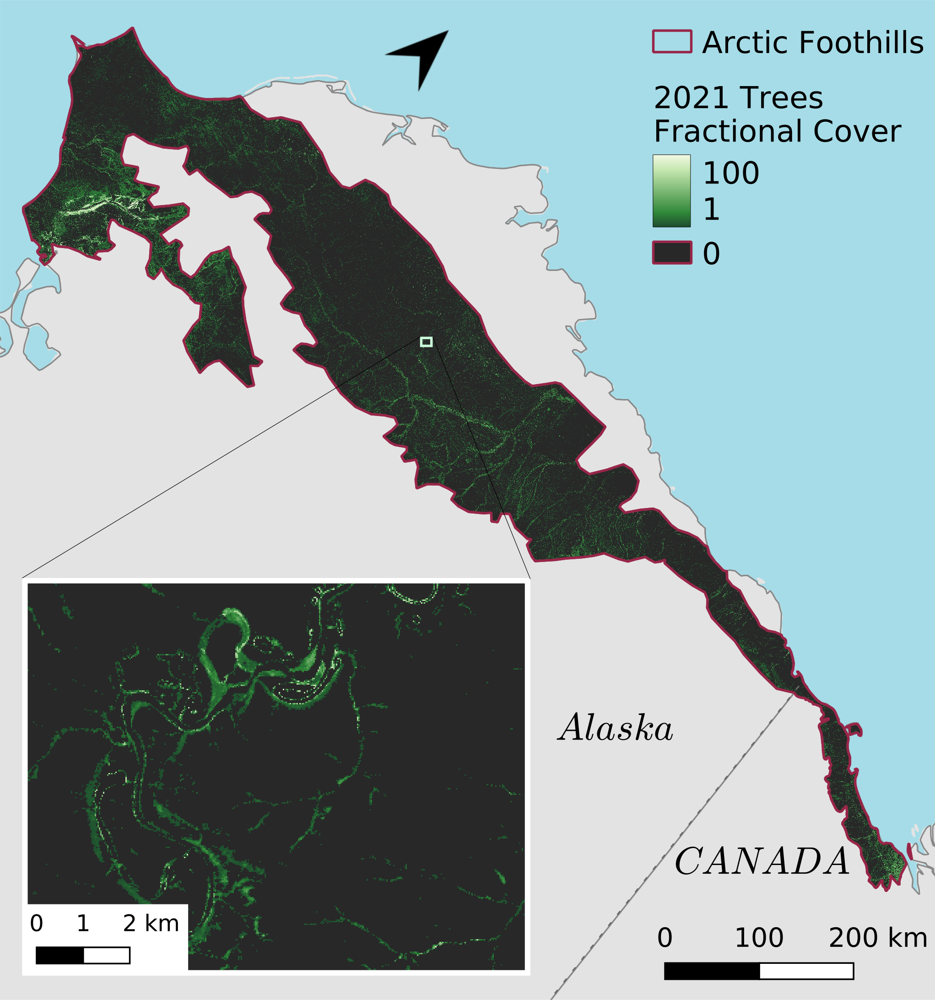 Arctic Foothills
2021 Trees
Fractional Cover
100
1
0
Alaska
CANADA
0 1 2 km
0 100 200 km